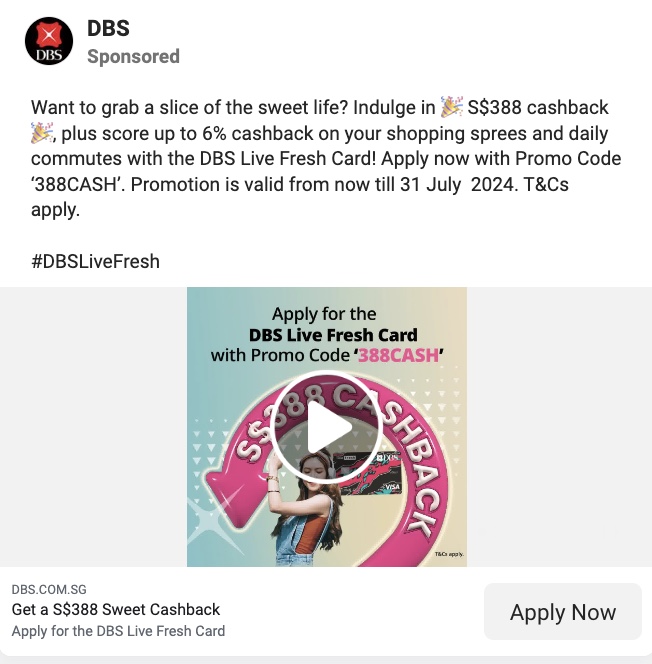 DBS
DBS
Sponsored
Want to grab a slice of the sweet life? Indulge in 🎉 S$388 cashback
🎉, plus score up to 6% cashback on your shopping sprees and daily
commutes with the DBS Live Fresh Card! Apply now with Promo Code
‘388CASH’. Promotion is valid from now till 31 July  2024. T&Cs
apply.
#DBSLiveFresh
Apply for the
DBS Live Fresh Card
with Promo Code ‘388CASH’
S$388 CASHBACK
DBS
VISA
T&Cs apply.
DBS.COM.SG
Get a S$388 Sweet Cashback
Apply for the DBS Live Fresh Card
Apply Now